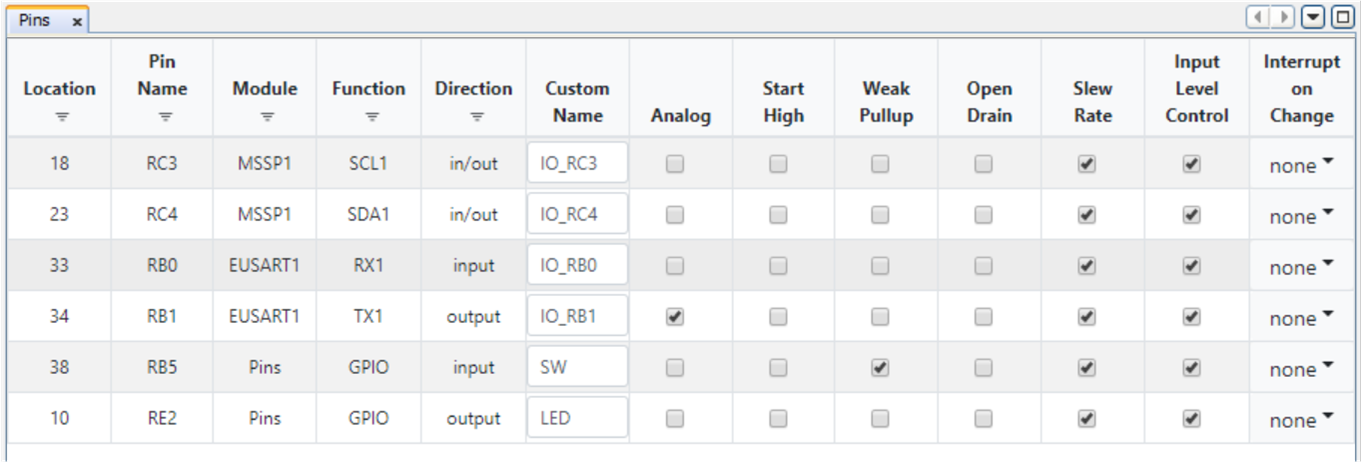 Pins x
Location Pin Name Module Function Direction Custom Name Analog Start High Weak Pullup Open Drain Slew Rate Input Level Control Interrupt on Change
18 RC3 MSSP1 SCL1 in/out IO_RC3 none
23 RC4 MSSP1 SDA1 in/out IO_RC4 none
33 RB0 EUSART1 RX1 input IO_RB0 none
34 RB1 EUSART1 TX1 output IO_RB1 none
38 RB5 Pins GPIO input SW none
10 RE2 Pins GPIO output LED none